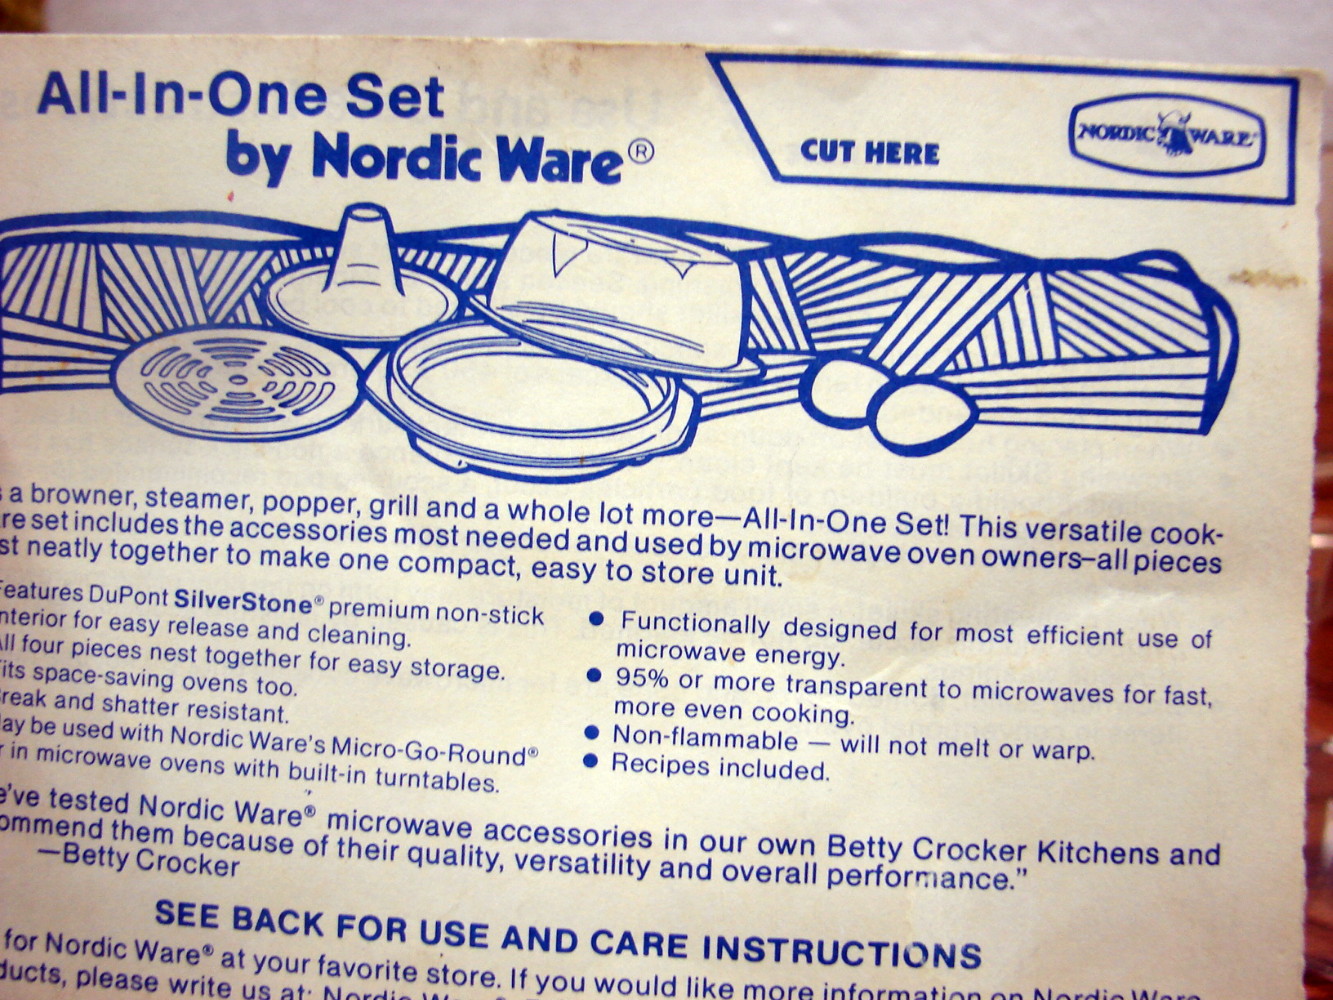 All-In-One Set
by Nordic Ware®
CUT HERE
NORDIC WARE
a browner, steamer, popper, grill and a whole lot more—All-In-One Set! This versatile cook-
re set includes the accessories most needed and used by microwave oven owners—all pieces
st neatly together to make one compact, easy to store unit.
Features DuPont SilverStone® premium non-stick
nterior for easy release and cleaning.
All four pieces nest together for easy storage.
Fits space-saving ovens too.
Break and shatter resistant.
May be used with Nordic Ware's Micro-Go-Round®
r in microwave ovens with built-in turntables.
● Functionally designed for most efficient use of
microwave energy.
● 95% or more transparent to microwaves for fast,
more even cooking.
● Non-flammable — will not melt or warp.
● Recipes included.
e've tested Nordic Ware® microwave accessories in our own Betty Crocker Kitchens and
ommend them because of their quality, versatility and overall performance."
—Betty Crocker
SEE BACK FOR USE AND CARE INSTRUCTIONS
for Nordic Ware® at your favorite store. If you would like more information on Nordic Ware
ducts, please write us at: Nordic Ware®